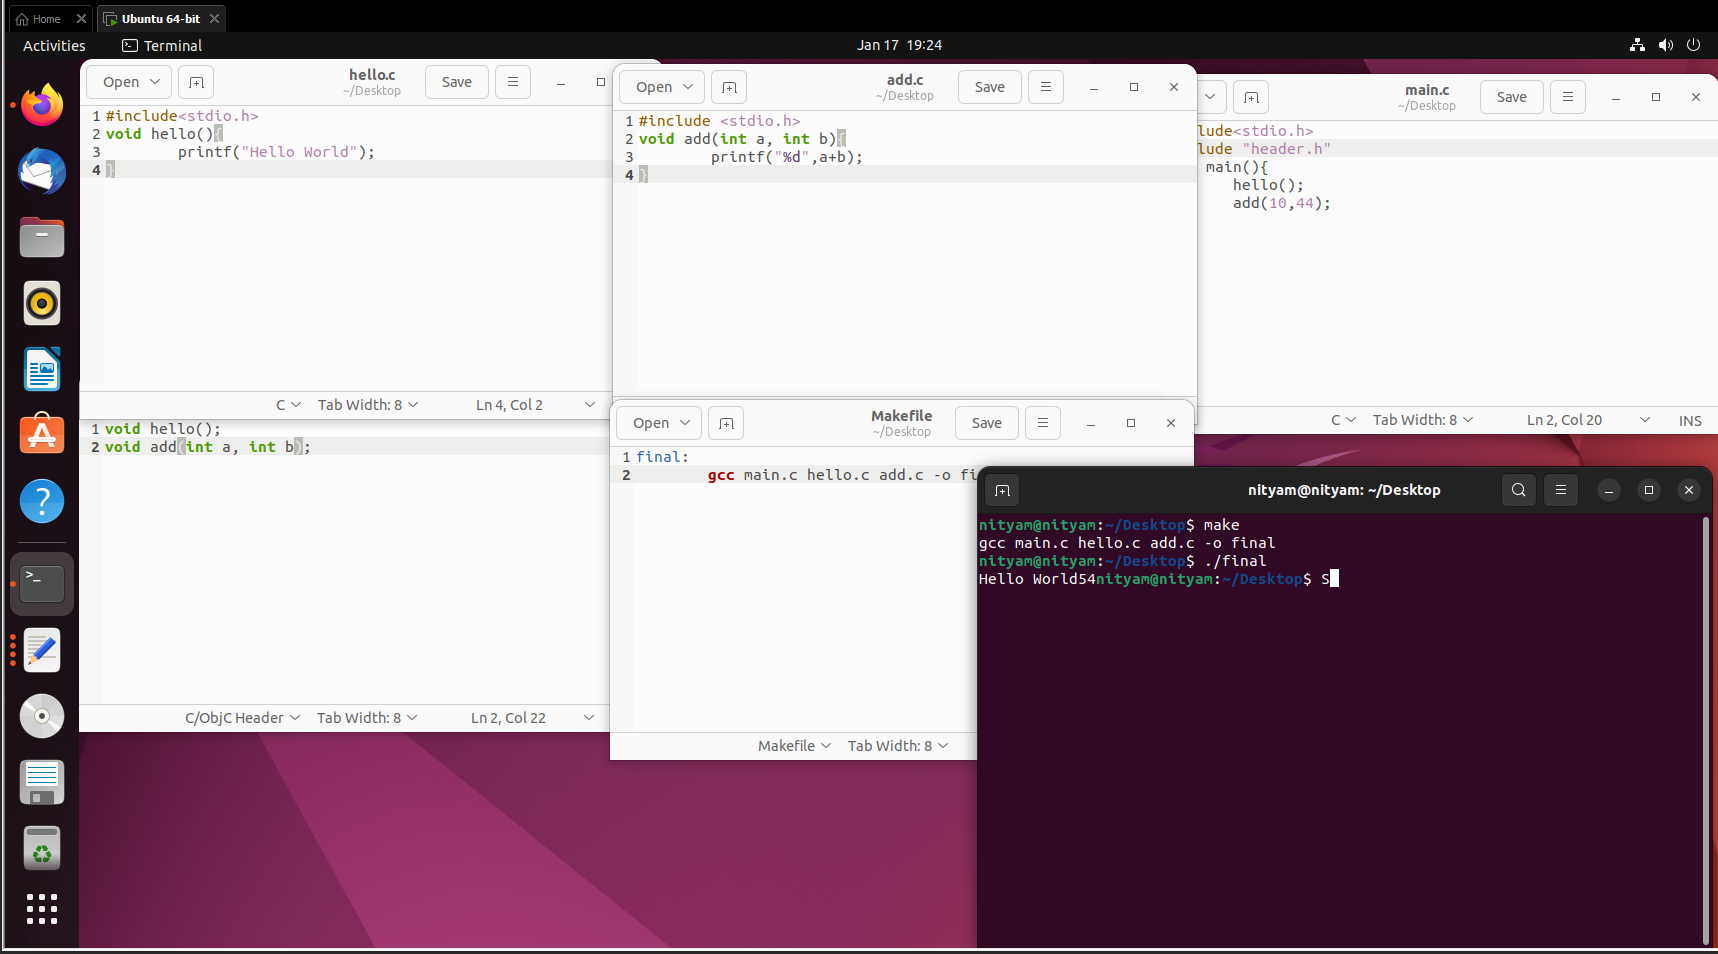 Home
Ubuntu 64-bit
Activities
Terminal
Jan 17 19:24
Open
hello.c
~/Desktop
Save
1 #include<stdio.h>
2 void hello(){
3 printf("Hello World");
4 }
C
Tab Width: 8
Ln 4, Col 2
Open
add.c
~/Desktop
Save
1 #include <stdio.h>
2 void add(int a, int b){
3 printf("%d",a+b);
4 }
main.c
~/Desktop
Save
lude<stdio.h>
lude "header.h"
main(){
hello();
add(10,44);
C
Tab Width: 8
Ln 2, Col 20
INS
1 void hello();
2 void add(int a, int b);
C/ObjC Header
Tab Width: 8
Ln 2, Col 22
Open
Makefile
~/Desktop
Save
1 final:
2 gcc main.c hello.c add.c -o fi
Makefile
Tab Width: 8
nityam@nityam: ~/Desktop
nityam@nityam:~/Desktop$ make
gcc main.c hello.c add.c -o final
nityam@nityam:~/Desktop$ ./final
Hello World54nityam@nityam:~/Desktop$ S